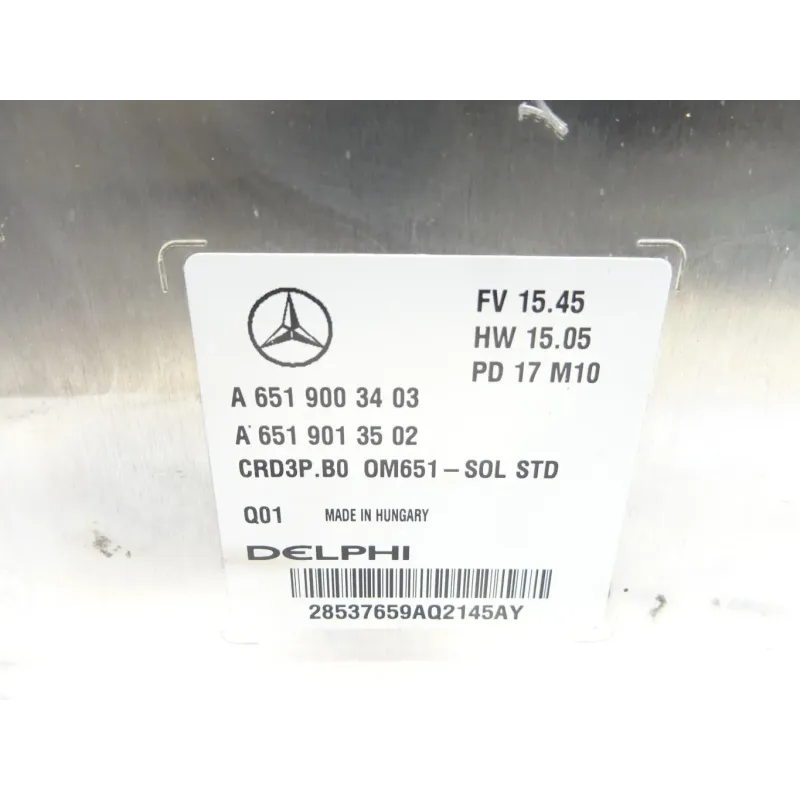 FV 15.45
HW 15.05
PD 17 M10
A 651 900 34 03
A 651 901 35 02
CRD3P.B0 OM651-SOL STD
Q01 MADE IN HUNGARY
DELPHI
28537659AQ2145AY